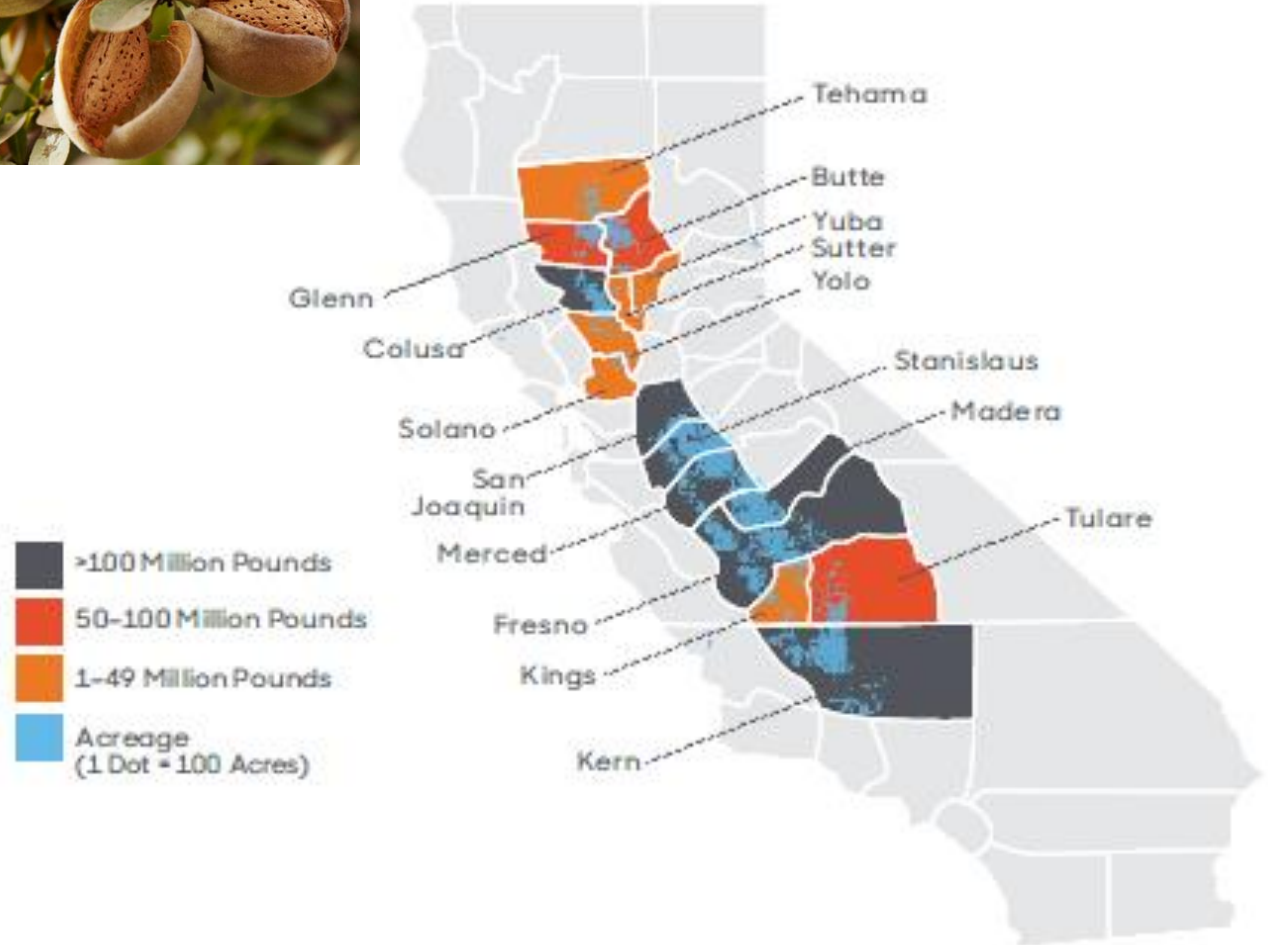 Tehama
Butte
Yuba
Sutter
Yolo
Glenn
Colusa
Stanislaus
Madera
Solano
San
Joaquin
Tulare
Merced
>100 Million Pounds
50-100 Million Pounds
Fresno
Kings
1-49 Million Pounds
Acreage
(1 Dot = 100 Acres)
Kern